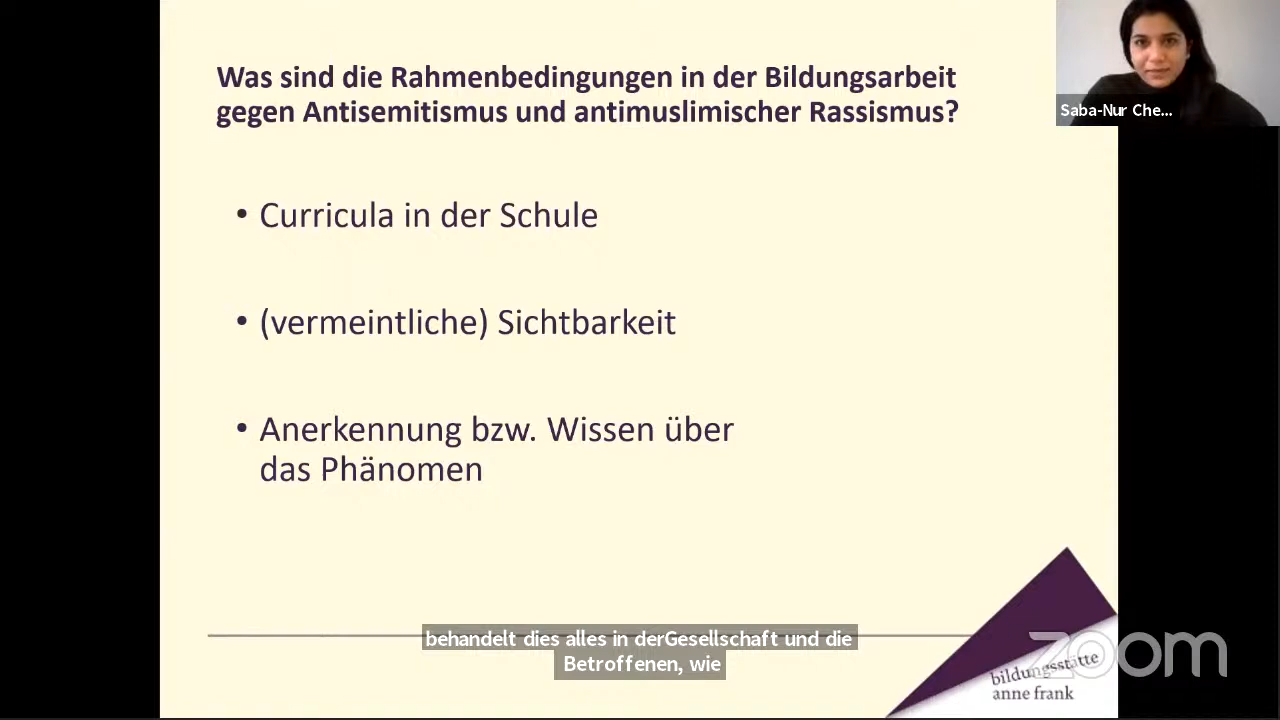 Was sind die Rahmenbedingungen in der Bildungsarbeit
gegen Antisemitismus und antimuslimischer Rassismus?
Saba-Nur Che...
• Curricula in der Schule
• (vermeintliche) Sichtbarkeit
• Anerkennung bzw. Wissen über
das Phänomen
behandelt dies alles in derGesellschaft und die
Betroffenen, wie
zoom
bildungsstätte
anne frank